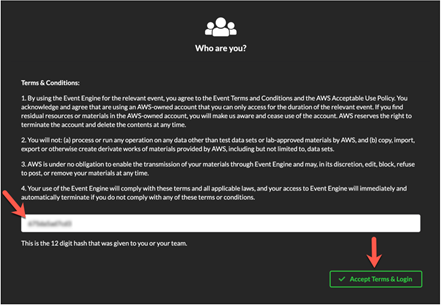 Who are you?
Terms & Conditions:
1. By using the Event Engine for the relevant event, you agree to the Event Terms and Conditions and the AWS Acceptable Use Policy. You
acknowledge and agree that are using an AWS-owned account that you can only access for the duration of the relevant event. If you find
residual resources or materials in the AWS-owned account, you will make us aware and cease use of the account. AWS reserves the right to
terminate the account and delete the contents at any time.
2. You will not: (a) process or run any operation on any data other than test data sets or lab-approved materials by AWS, and (b) copy, import,
export or otherwise create derivate works of materials provided by AWS, including but not limited to, data sets.
3. AWS is under no obligation to enable the transmission of your materials through Event Engine and may, in its discretion, edit, block, refuse
to post, or remove your materials at any time.
4. Your use of the Event Engine will comply with these terms and all applicable laws, and your access to Event Engine will immediately and
automatically terminate if you do not comply with any of these terms or conditions.
This is the 12 digit hash that was given to you or your team.
Accept Terms & Login